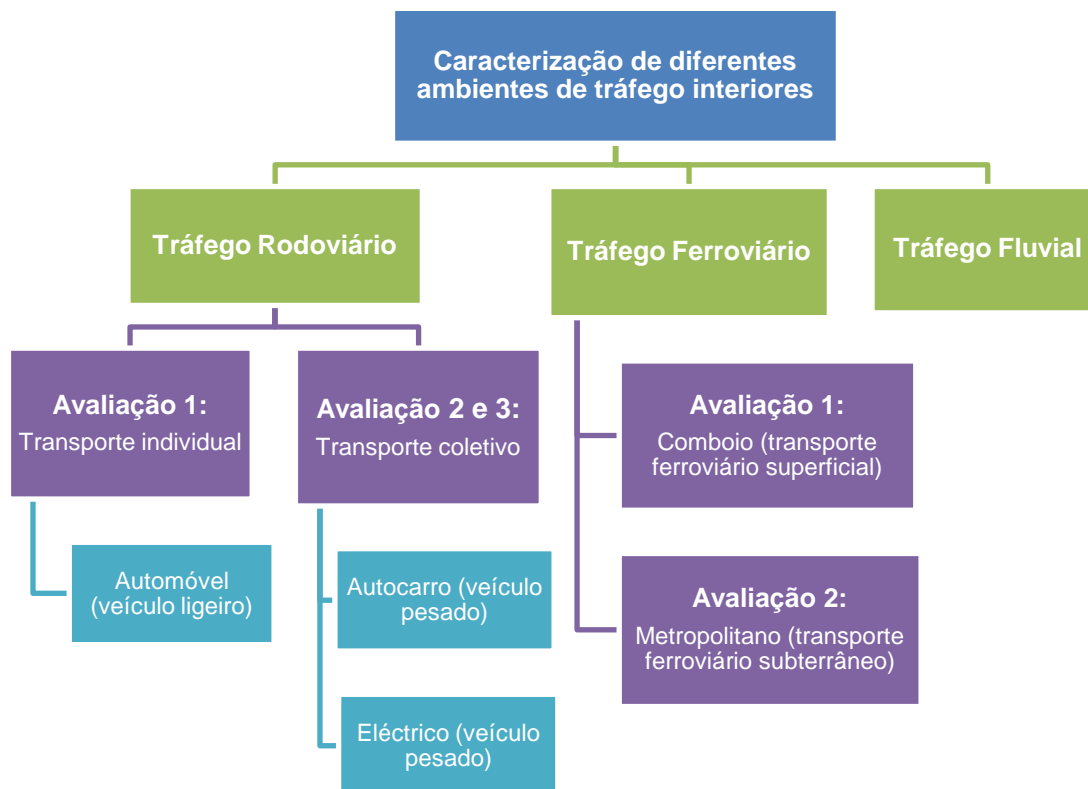 Caracterização de diferentes
ambientes de tráfego interiores
Tráfego Rodoviário
Tráfego Ferroviário
Tráfego Fluvial
Avaliação 1:
Transporte individual
Avaliação 2 e 3:
Transporte coletivo
Avaliação 1:
Comboio (transporte
ferroviário superficial)
Automóvel
(veículo ligeiro)
Autocarro (veículo
pesado)
Avaliação 2:
Metropolitano (transporte
ferroviário subterrâneo)
Eléctrico (veículo
pesado)